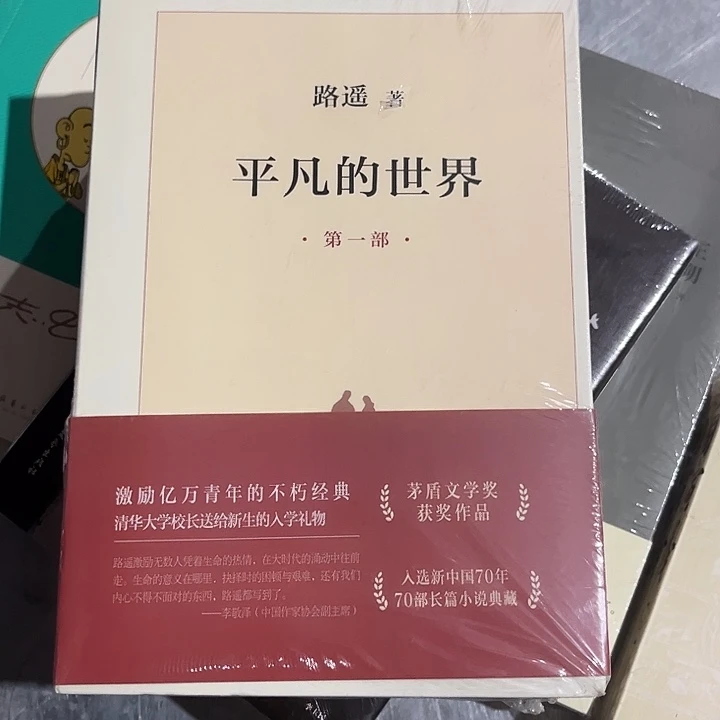 路遥 著
平凡的世界
· 第一部 ·
激励亿万青年的不朽经典
清华大学校长送给新生的入学礼物
路遥激励无数人凭着生命的热情，在大时代的涌动中往前
走。生命的意义在哪里，抉择时的困顿与艰难，还有我们
内心不得不面对的东西，路遥都写到了。
——李敬泽（中国作家协会副主席）
茅盾文学奖
获奖作品
入选新中国70年
70部长篇小说典藏